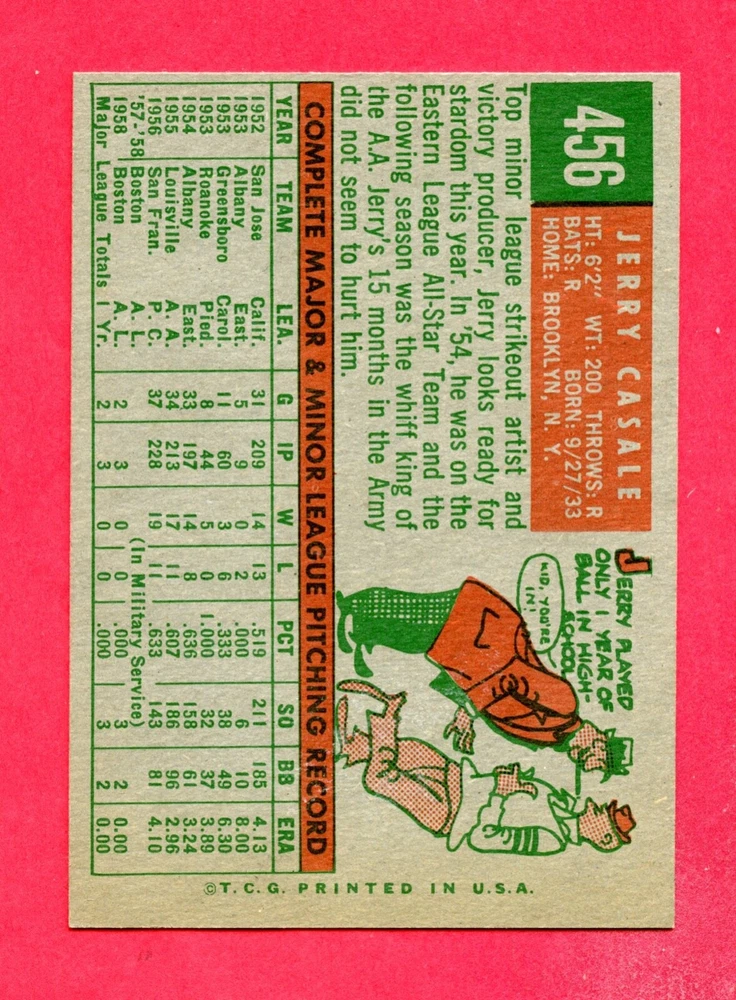 456
JERRY CASALE
HT: 6'2" WT: 200 THROWS: R
BATS: R BORN: 9/27/33
HOME: BROOKLYN, N. Y.
JERRY PLAYED
ONLY 1 YEAR OF
BALL IN HIGH-
SCHOOL
KID, YOU'RE
IN!
Top minor league strikeout artist and
victory producer, Jerry looks ready for
stardom this year. In '54, he was on the
Eastern League All-Star Team and the
following season was the whiff king of
the A.A. Jerry's 15 months in the Army
did not seem to hurt him.
COMPLETE MAJOR & MINOR LEAGUE PITCHING RECORD
YEAR TEAM LEA. G IP W L PCT SO BB ERA
1952 San Jose Calif. 31 209 14 13 .519 211 185 4.13
1953 Albany East. 5 9 0 2 .000 6 10 8.00
1953 Greensboro Carol. 11 60 3 6 .333 38 49 6.30
1953 Roanoke Pied. 8 44 5 0 1.000 32 37 3.89
1954 Albany East. 33 197 14 8 .636 158 61 3.24
1955 Louisville A. A. 34 213 17 11 .607 186 96 2.96
1956 San Fran. P. C. 37 228 19 11 .633 143 81 4.10
'57-'58 Boston A. L. (In Military Service)
1958 Boston A. L. 2 3 0 0 .000 3 2 0.00
Major League Totals 1 Yr. 2 3 0 0 .000 3 2 0.00
©T.C.G. PRINTED IN U.S.A.